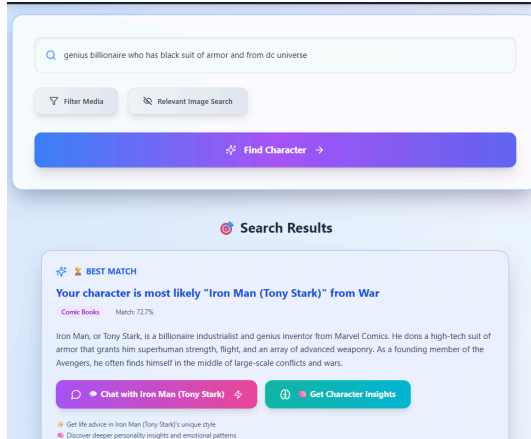 genius billionaire who has black suit of armor and from dc universe
Filter Media
Relevant Image Search
Find Character →
🎯 Search Results
BEST MATCH
Your character is most likely "Iron Man (Tony Stark)" from War
Comic Books Match: 72.7%
Iron Man, or Tony Stark, is a billionaire industrialist and genius inventor from Marvel Comics. He dons a high-tech suit of
armor that grants him superhuman strength, flight, and an array of advanced weaponry. As a founding member of the
Avengers, he often finds himself in the middle of large-scale conflicts and wars.
Chat with Iron Man (Tony Stark)
Get Character Insights
Get life advice in Iron Man (Tony Stark)'s unique style
Discover deeper personality insights and emotional patterns